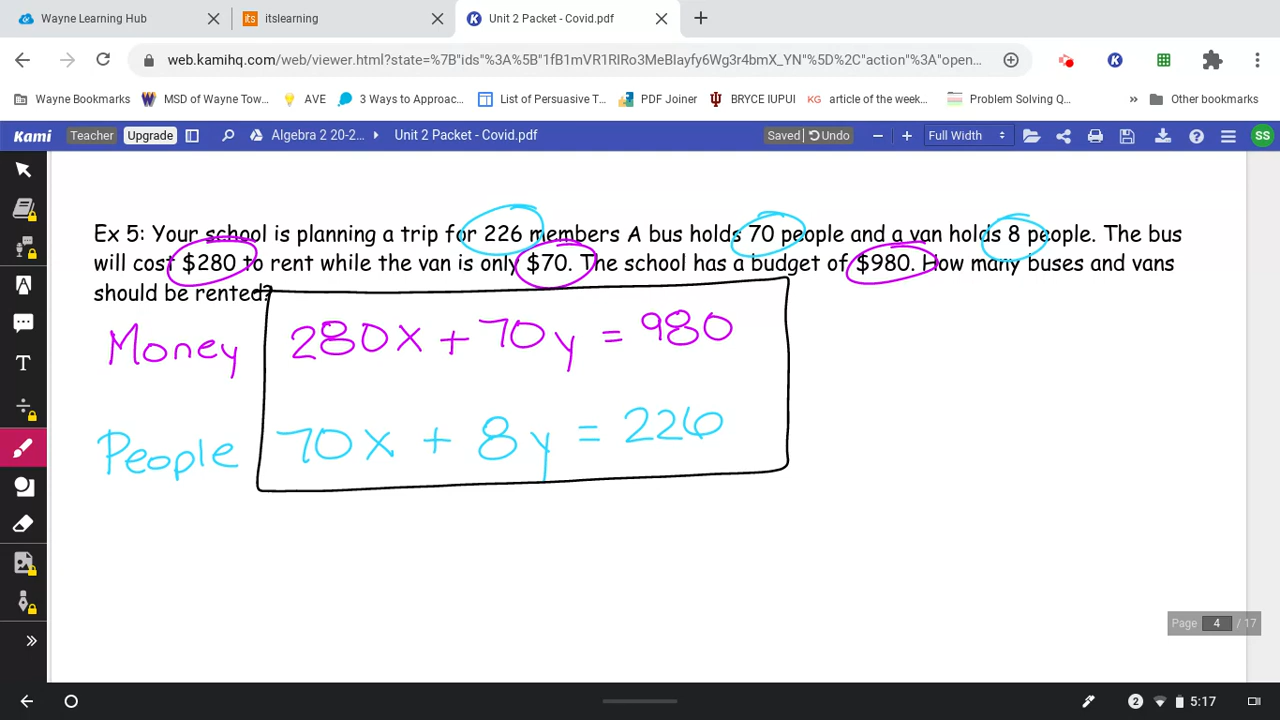 Wayne Learning Hub
itslearning
Unit 2 Packet - Covid.pdf
web.kamihq.com/web/viewer.html?state=%7B"ids"%3A%5B"1fB1mVR1RIRo3MeBIayfy6Wg3r4bmX_YN"%5D%2C"action"%3A"open...
Wayne Bookmarks
MSD of Wayne Tow...
AVE
3 Ways to Approac...
List of Persuasive T...
PDF Joiner
BRYCE IUPUI
KG article of the week...
Problem Solving Q...
»
Other bookmarks
Kami Teacher Upgrade Algebra 2 20-2... Unit 2 Packet - Covid.pdf Saved Undo Full Width SS
Ex 5: Your school is planning a trip for 226 members A bus holds 70 people and a van holds 8 people. The bus
will cost $280 to rent while the van is only $70. The school has a budget of $980. How many buses and vans
should be rented?
Money 280x + 70y = 980
People 70x + 8y = 226
Page 4 / 17
2 5:17